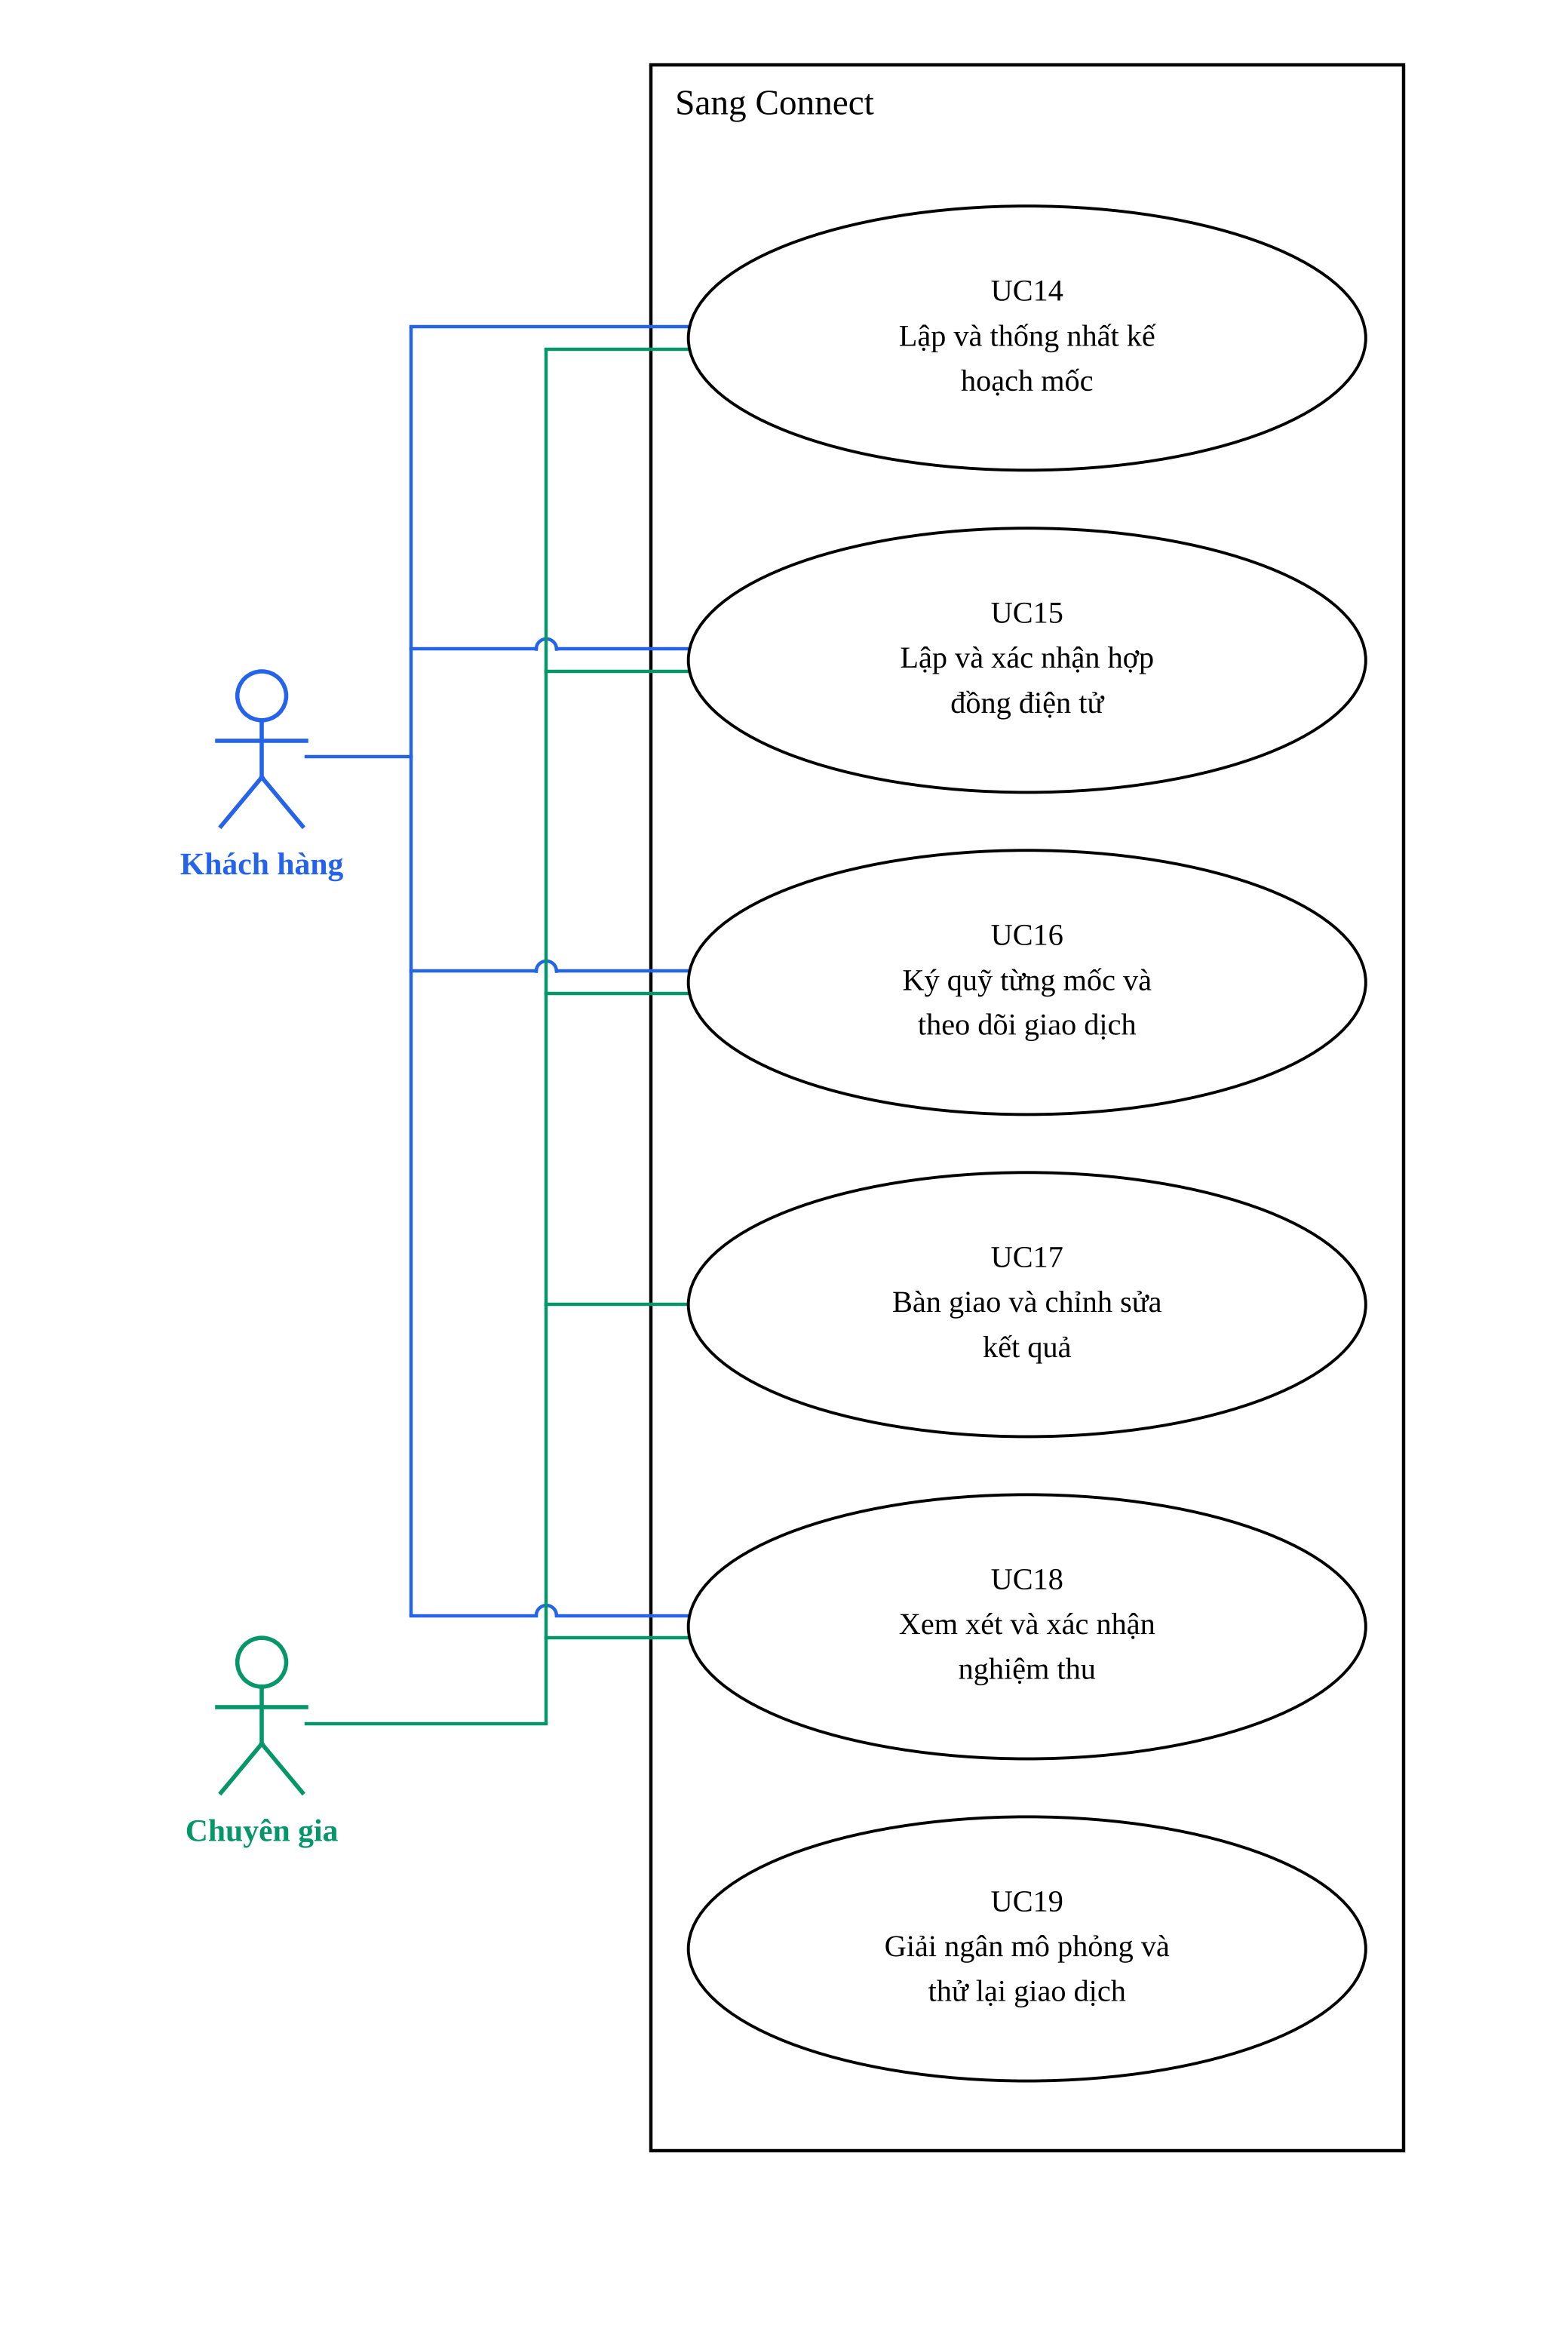 Sang Connect
UC14
Lập và thống nhất kế
hoạch mốc
UC15
Lập và xác nhận hợp
đồng điện tử
Khách hàng
UC16
Ký quỹ từng mốc và
theo dõi giao dịch
UC17
Bàn giao và chỉnh sửa
kết quả
UC18
Xem xét và xác nhận
nghiệm thu
Chuyên gia
UC19
Giải ngân mô phỏng và
thử lại giao dịch